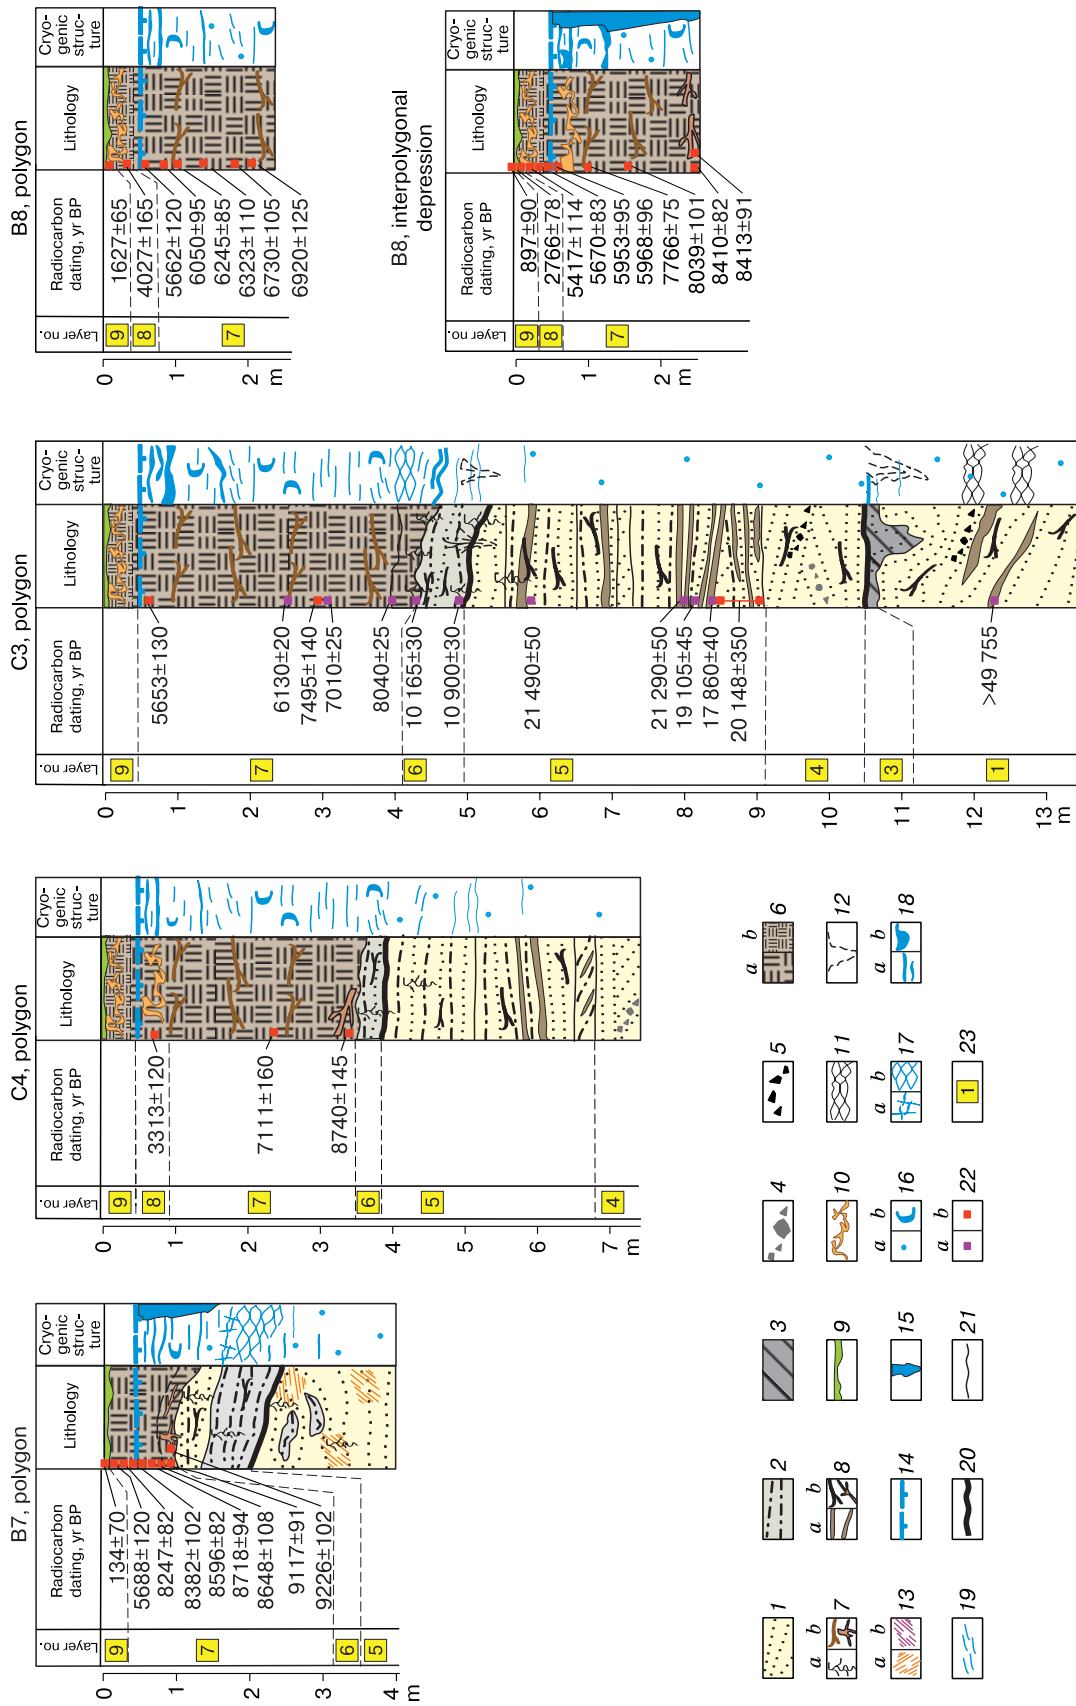 B7, polygon
Layer no.
Radiocarbon
dating, yr BP
Lithology
Cryo-
genic
struc-
ture
0
1
2
3
4
m
9
7
6
5
134±70
5688±120
8247±82
8382±102
8596±82
8718±94
8648±108
9117±91
9226±102
C4, polygon
Layer no.
Radiocarbon
dating, yr BP
Lithology
Cryo-
genic
struc-
ture
0
1
2
3
4
5
6
7
m
9
8
7
6
5
4
3313±120
7111±160
8740±145
C3, polygon
Layer no.
Radiocarbon
dating, yr BP
Lithology
Cryo-
genic
struc-
ture
0
1
2
3
4
5
6
7
8
9
10
11
12
13
m
9
7
6
5
4
3
1
5653±130
6130±20
7495±140
7010±25
8040±25
10 165±30
10 900±30
21 490±50
21 290±50
19 105±45
17 860±40
20 148±350
>49 755
B8, polygon
Layer no.
Radiocarbon
dating, yr BP
Lithology
Cryo-
genic
struc-
ture
0
1
2
m
9
8
7
1627±65
4027±165
5662±120
6050±95
6245±85
6323±110
6730±105
6920±125
B8, interpolygonal
depression
Layer no.
Radiocarbon
dating, yr BP
Lithology
Cryo-
genic
struc-
ture
0
1
2
m
9
8
7
897±90
2766±78
5417±114
5670±83
5953±95
5968±96
7766±75
8039±101
8410±82
8413±91
1
2
3
4
5
a b
6
a b
7
a b
8
9
10
11
12
a b
13
14
15
a b
16
a b
17
a b
18
19
20
21
a b
22
1
23